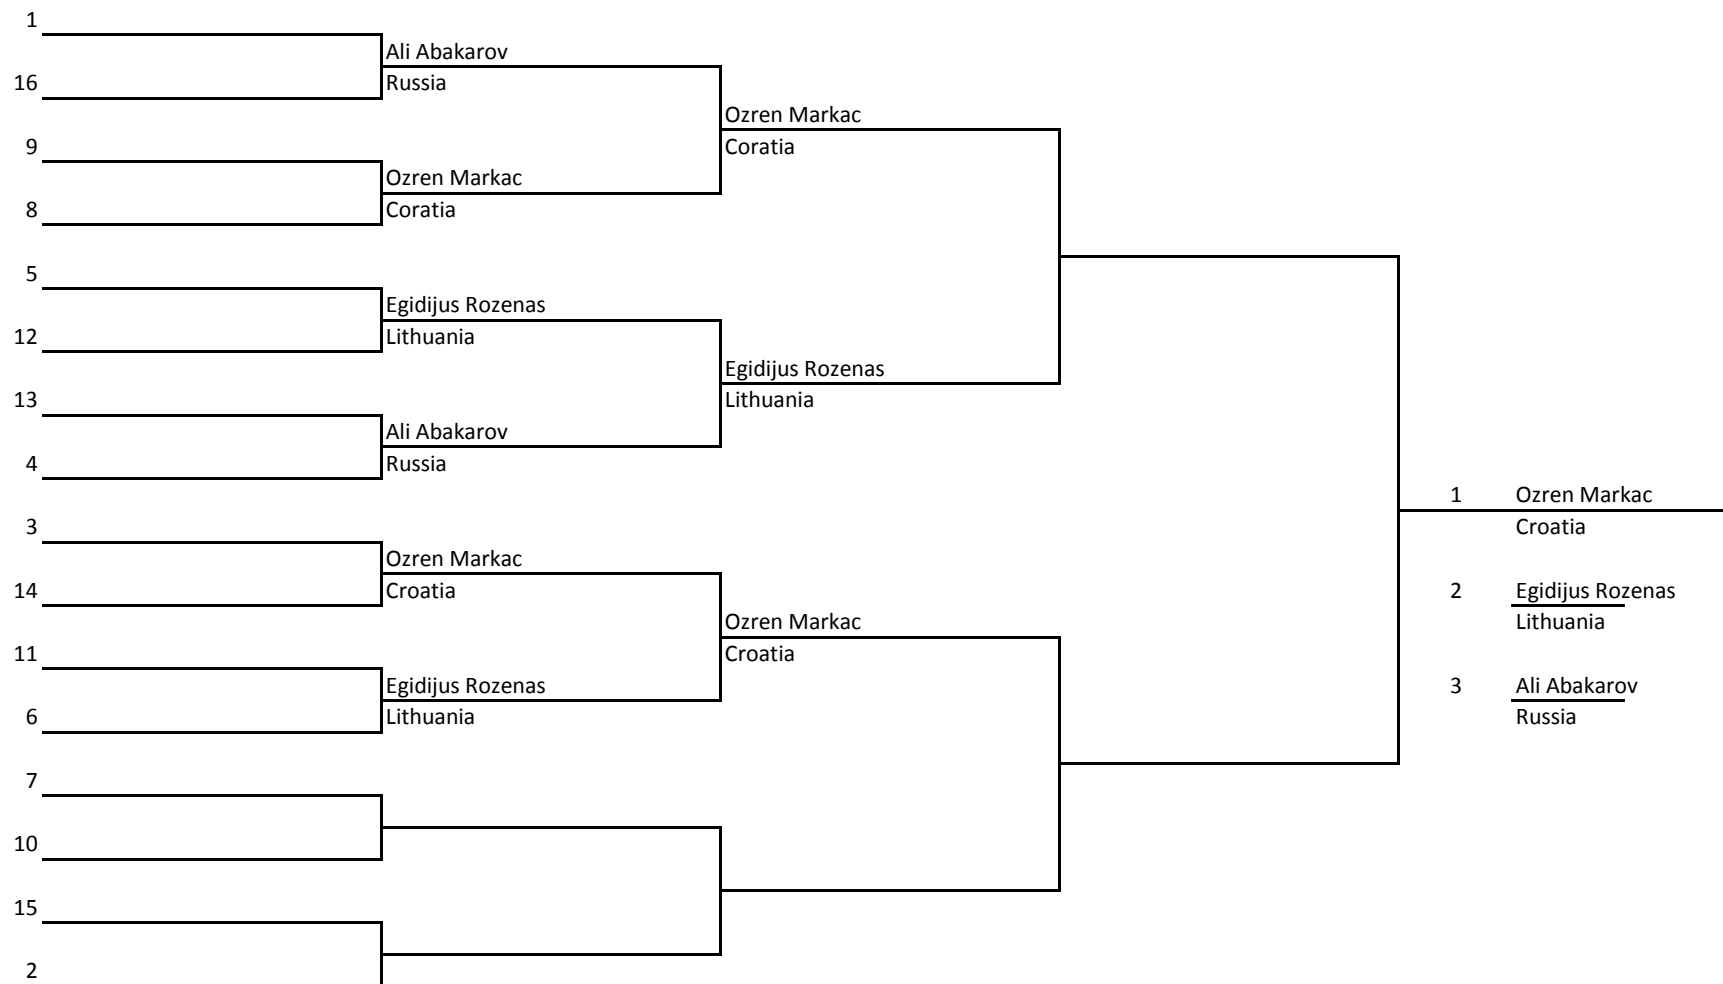 1
Ali Abakarov
16
Russia
Ozren Markac
9
Coratia
Ozren Markac
8
Coratia
5
Egidijus Rozenas
12
Lithuania
Egidijus Rozenas
13
Lithuania
Ali Abakarov
4
Russia
1 Ozren Markac
3
Croatia
Ozren Markac
14
Croatia
2 Egidijus Rozenas
Ozren Markac
Lithuania
11
Croatia
Egidijus Rozenas
3 Ali Abakarov
6
Lithuania
Russia
7
10
15
2